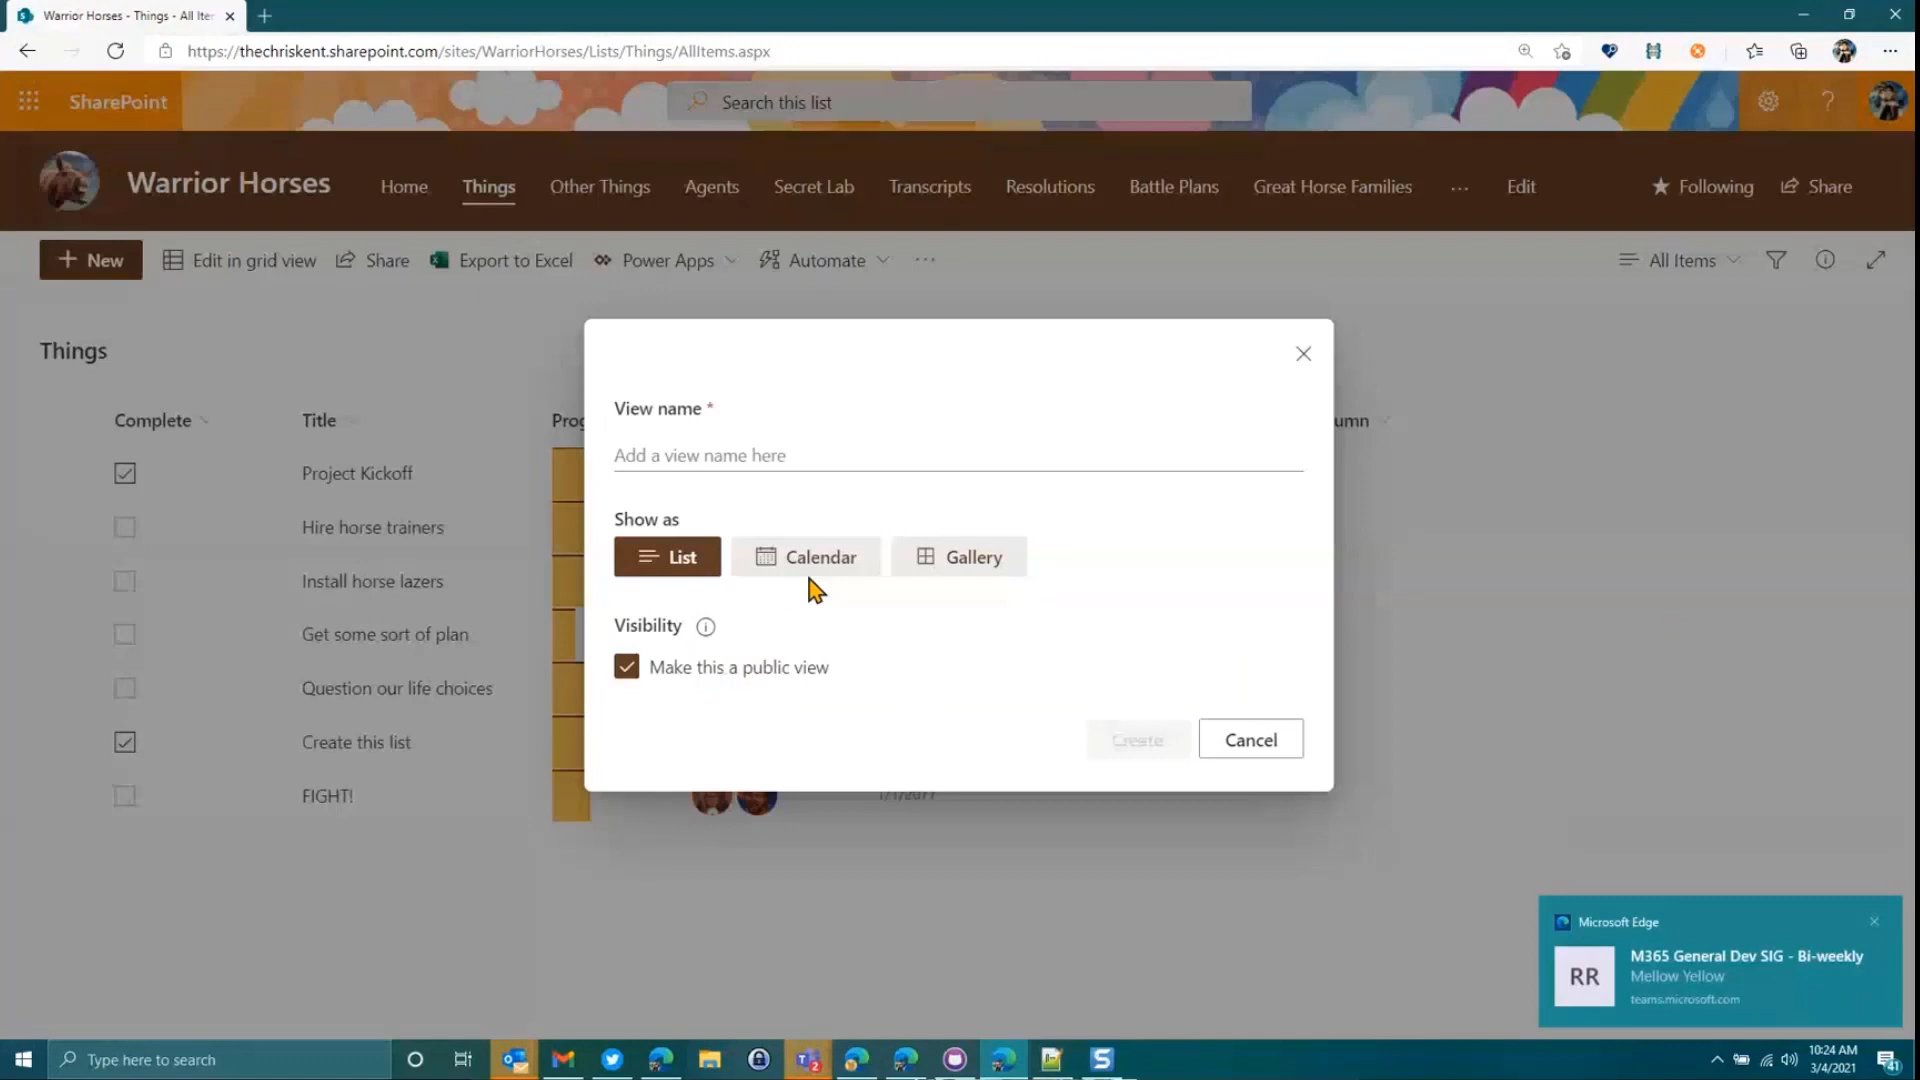 Warrior Horses - Things - All Iter
https://thechriskent.sharepoint.com/sites/WarriorHorses/Lists/Things/AllItems.aspx
SharePoint
Search this list
Warrior Horses
Home
Things
Other Things
Agents
Secret Lab
Transcripts
Resolutions
Battle Plans
Great Horse Families
Edit
Following
Share
New
Edit in grid view
Share
Export to Excel
Power Apps
Automate
All Items
Things
Complete
Title
Prog
umn
Project Kickoff
Hire horse trainers
Install horse lazers
Get some sort of plan
Question our life choices
Create this list
FIGHT!
View name *
Add a view name here
Show as
List
Calendar
Gallery
Visibility
Make this a public view
Create
Cancel
Microsoft Edge
RR
M365 General Dev SIG - Bi-weekly
Mellow Yellow
teams.microsoft.com
Type here to search
2
10:24 AM
3/4/2021
41